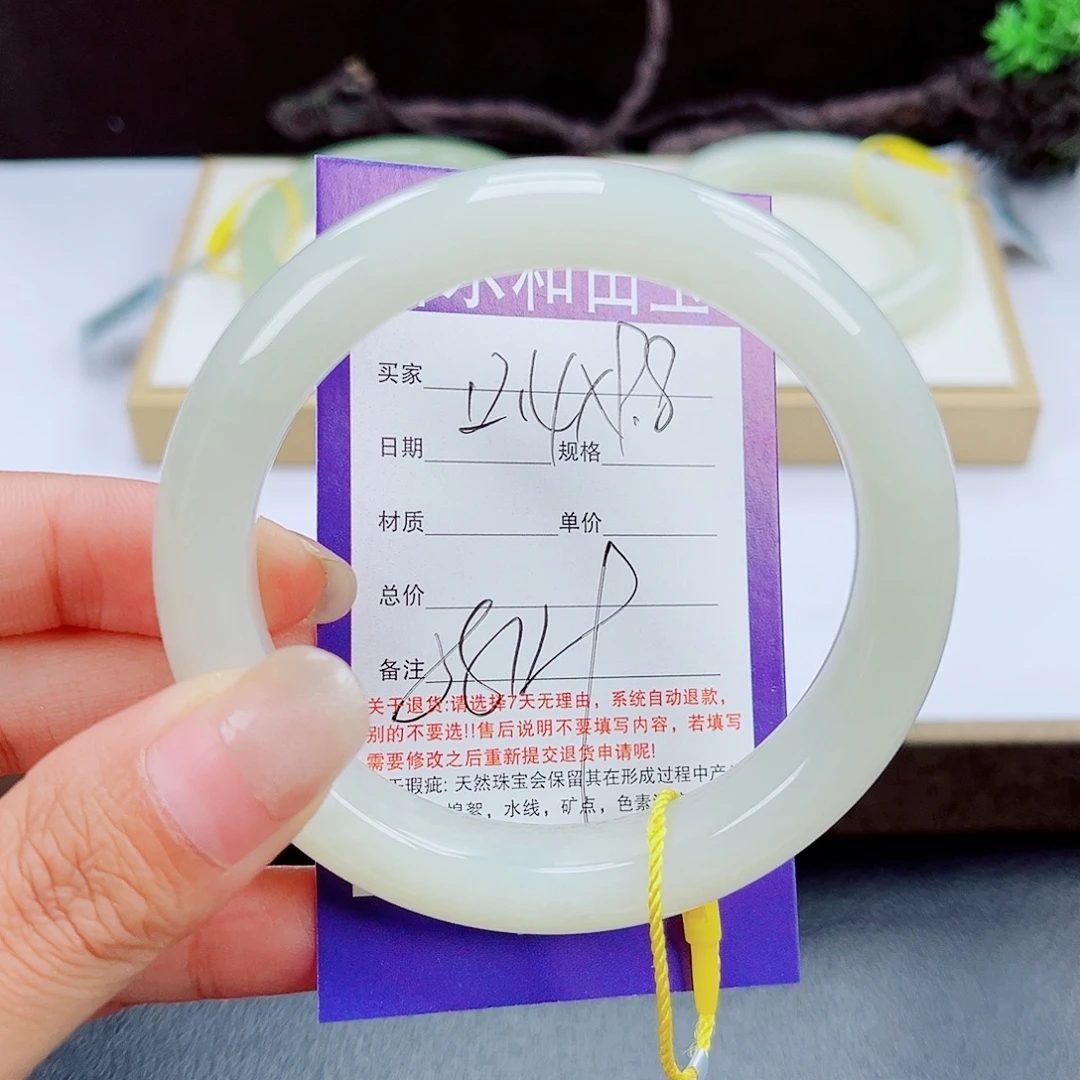 和田玉
买家
日期 规格
材质 单价
总价
备注
关于退货:请选择7天无理由，系统自动退款，
别的不要选!!售后说明不要填写内容，若填写
需要修改之后重新提交退货申请呢!
瑕疵: 天然珠宝会保留其在形成过程中产
棉絮，水线，矿点，色素